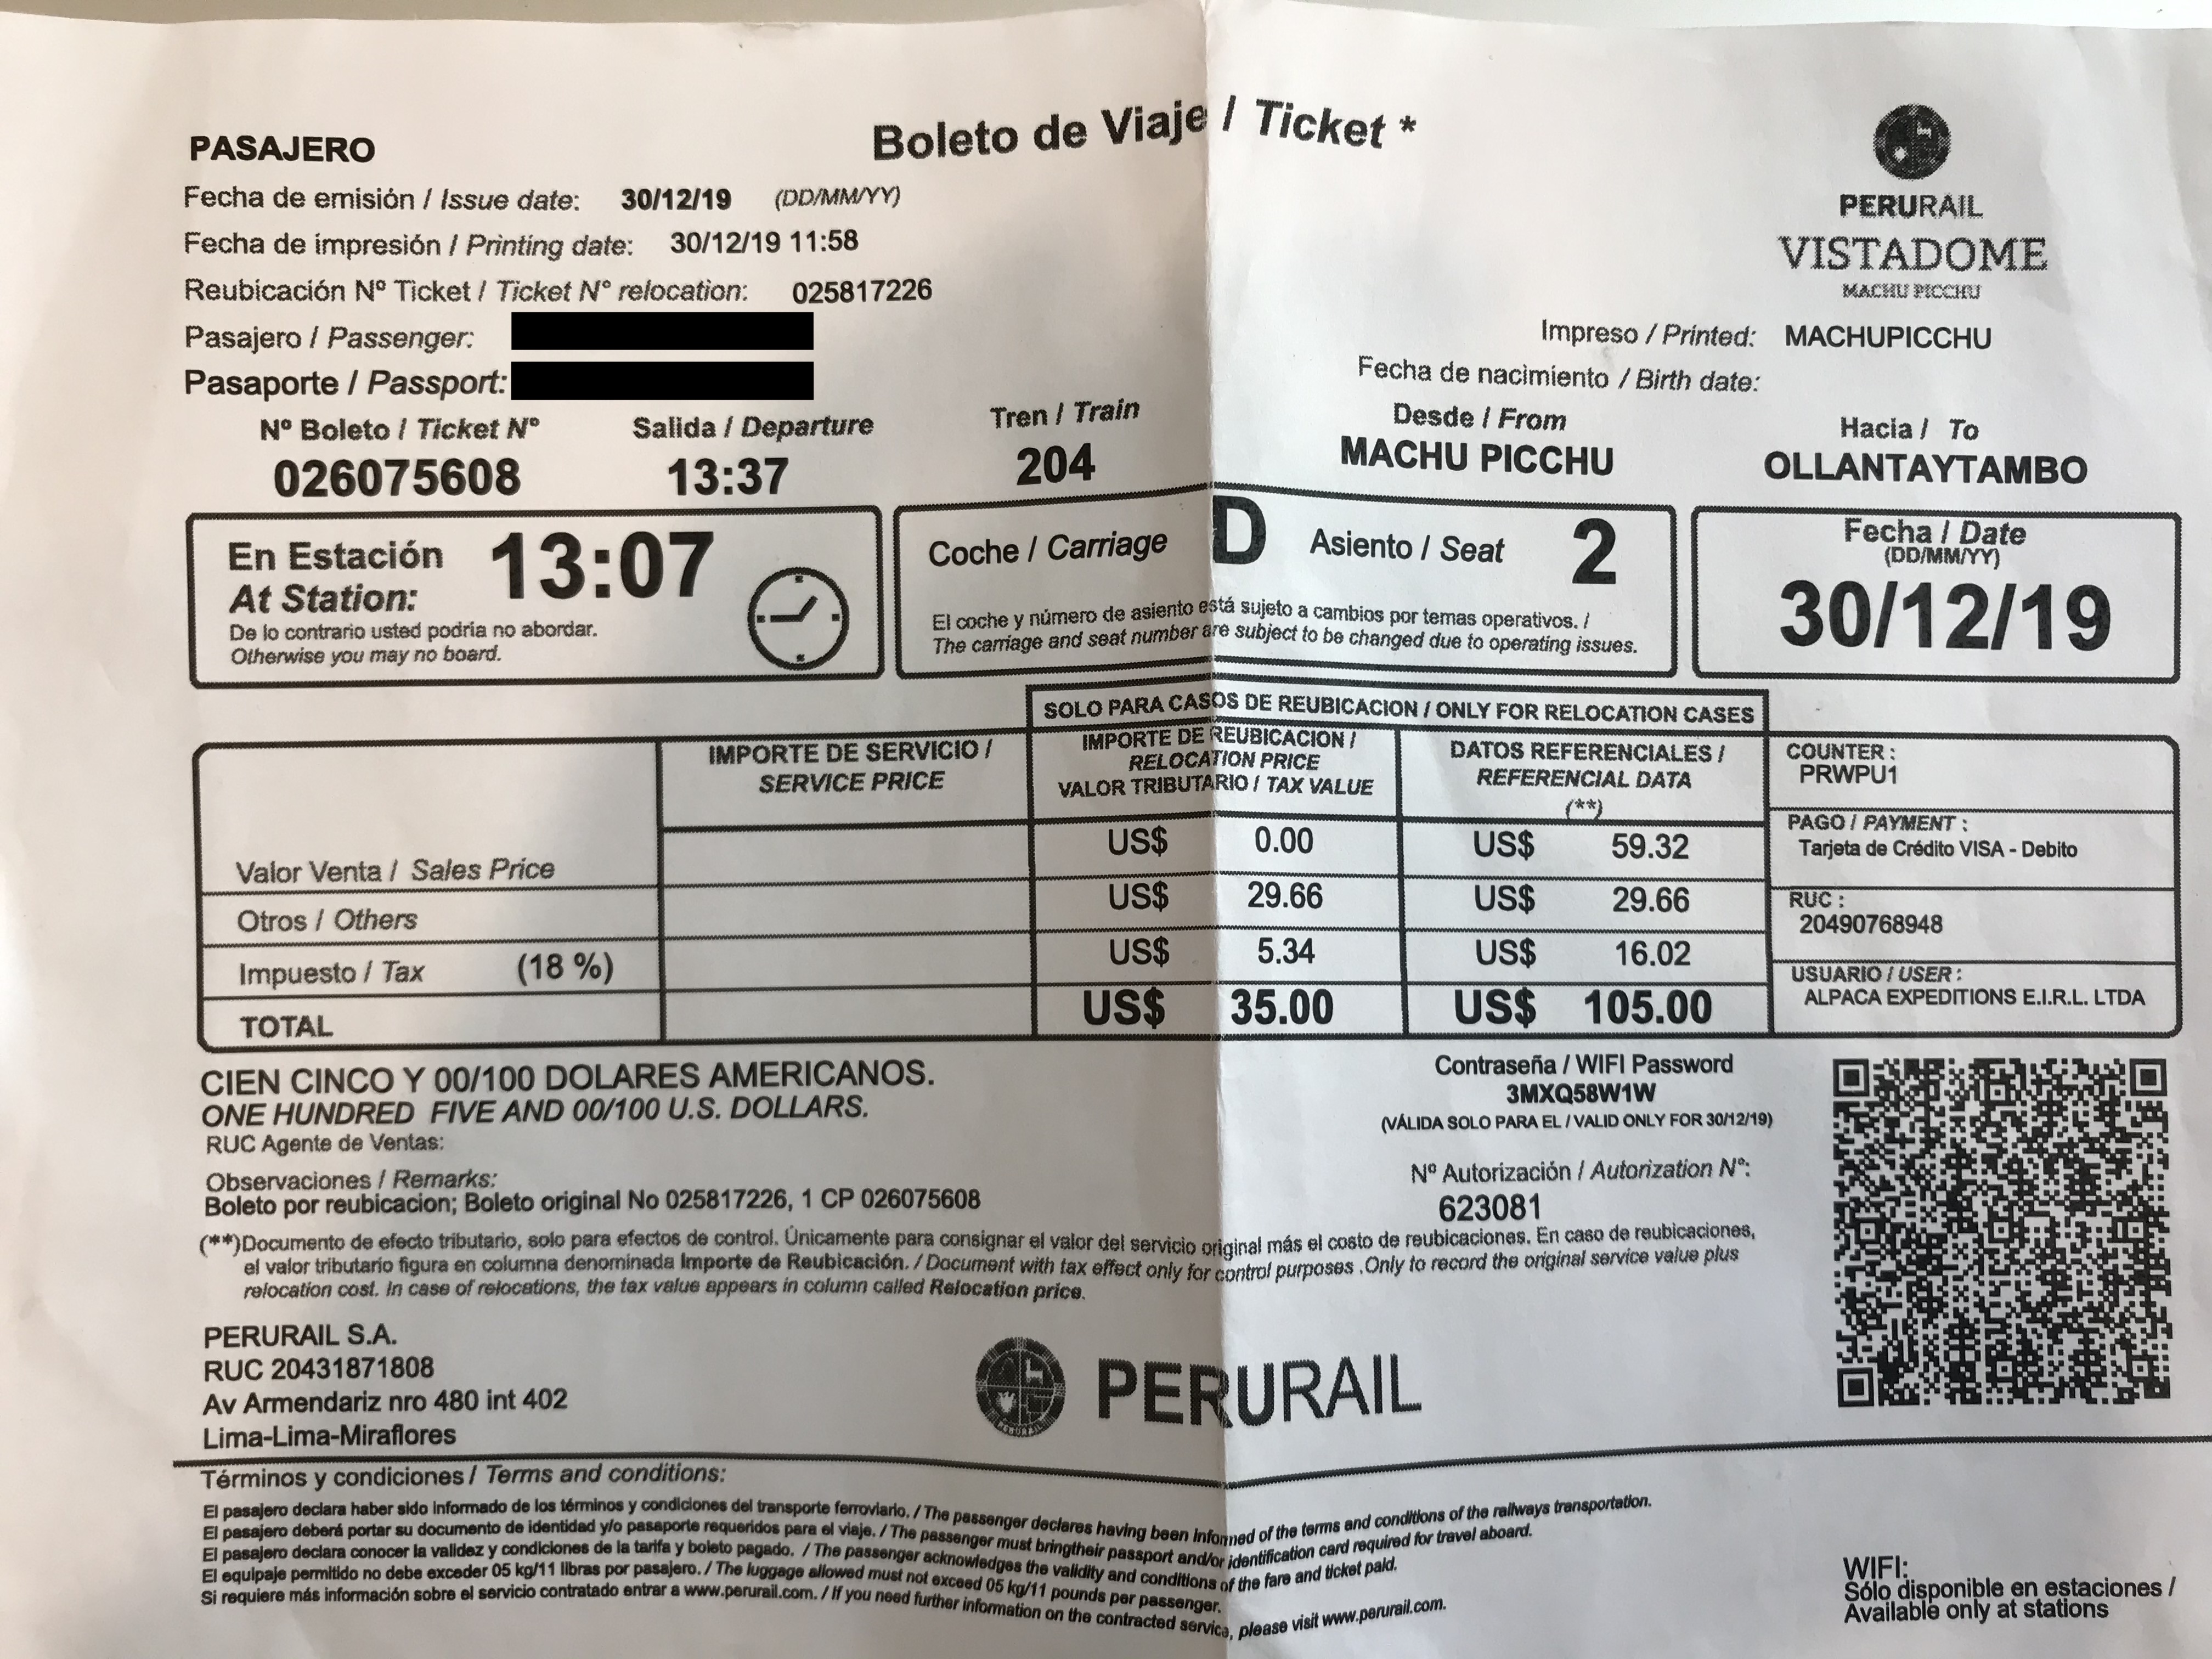 Boleto de Viaje / Ticket *
PASAJERO
Fecha de emisión / Issue date: 30/12/19 (DD/MM/YY)
Fecha de impresión / Printing date: 30/12/19 11:58
Reubicación Nº Ticket / Ticket N° relocation: 025817226
Pasajero / Passenger:
Pasaporte / Passport:
PERURAIL
VISTADOME
MACHU PICCHU
Impreso / Printed: MACHUPICCHU
Fecha de nacimiento / Birth date:
Nº Boleto / Ticket N° Salida / Departure Tren / Train Desde / From Hacia / To
026075608 13:37 204 MACHU PICCHU OLLANTAYTAMBO
En Estación
At Station: 13:07
De lo contrario usted podria no abordar.
Otherwise you may no board.
Coche / Carriage D Asiento / Seat 2
El coche y número de asiento está sujeto a cambios por temas operativos. /
The carriage and seat number are subject to be changed due to operating issues.
Fecha / Date
(DD/MM/YY)
30/12/19
SOLO PARA CASOS DE REUBICACION / ONLY FOR RELOCATION CASES
IMPORTE DE SERVICIO /
SERVICE PRICE
IMPORTE DE REUBICACION /
RELOCATION PRICE
VALOR TRIBUTARIO / TAX VALUE
DATOS REFERENCIALES /
REFERENCIAL DATA
(**)
Valor Venta / Sales Price US$ 0.00 US$ 59.32
Otros / Others US$ 29.66 US$ 29.66
Impuesto / Tax (18 %) US$ 5.34 US$ 16.02
TOTAL US$ 35.00 US$ 105.00
COUNTER :
PRWPU1
PAGO / PAYMENT :
Tarjeta de Crédito VISA - Debito
RUC :
20490768948
USUARIO / USER :
ALPACA EXPEDITIONS E.I.R.L. LTDA
CIEN CINCO Y 00/100 DOLARES AMERICANOS.
ONE HUNDRED FIVE AND 00/100 U.S. DOLLARS.
RUC Agente de Ventas:
Observaciones / Remarks:
Boleto por reubicacion; Boleto original No 025817226, 1 CP 026075608
Contraseña / WIFI Password
3MXQ58W1W
(VÁLIDA SOLO PARA EL / VALID ONLY FOR 30/12/19)
Nº Autorización / Autorization N°:
623081
(**)Documento de efecto tributario, solo para efectos de control. Únicamente para consignar el valor del servicio original más el costo de reubicaciones. En caso de reubicaciones,
el valor tributario figura en columna denominada Importe de Reubicación. / Document with tax effect only for control purposes .Only to record the original service value plus
relocation cost. In case of relocations, the tax value appears in column called Relocation price.
PERURAIL S.A.
RUC 20431871808
Av Armendariz nro 480 int 402
Lima-Lima-Miraflores
PERURAIL
Términos y condiciones / Terms and conditions:
El pasajero declara haber sido informado de los términos y condiciones del transporte ferroviario. / The passenger declares having been informed of the terms and conditions of the railways transportation.
El pasajero deberá portar su documento de identidad y/o pasaporte requeridos para el viaje. / The passenger must bringtheir passport and/or identification card required for travel aboard.
El pasajero declara conocer la validez y condiciones de la tarifa y boleto pagado. / The passenger acknowledges the validity and conditions of the fare and ticket paid.
El equipaje permitido no debe exceder 05 kg/11 libras por pasajero. / The luggage allowed must not exceed 05 kg/11 pounds per passenger.
Si requiere más información sobre el servicio contratado entrar a www.perurail.com. / If you need further information on the contracted service, please visit www.perurail.com.
WIFI:
Sólo disponible en estaciones /
Available only at stations